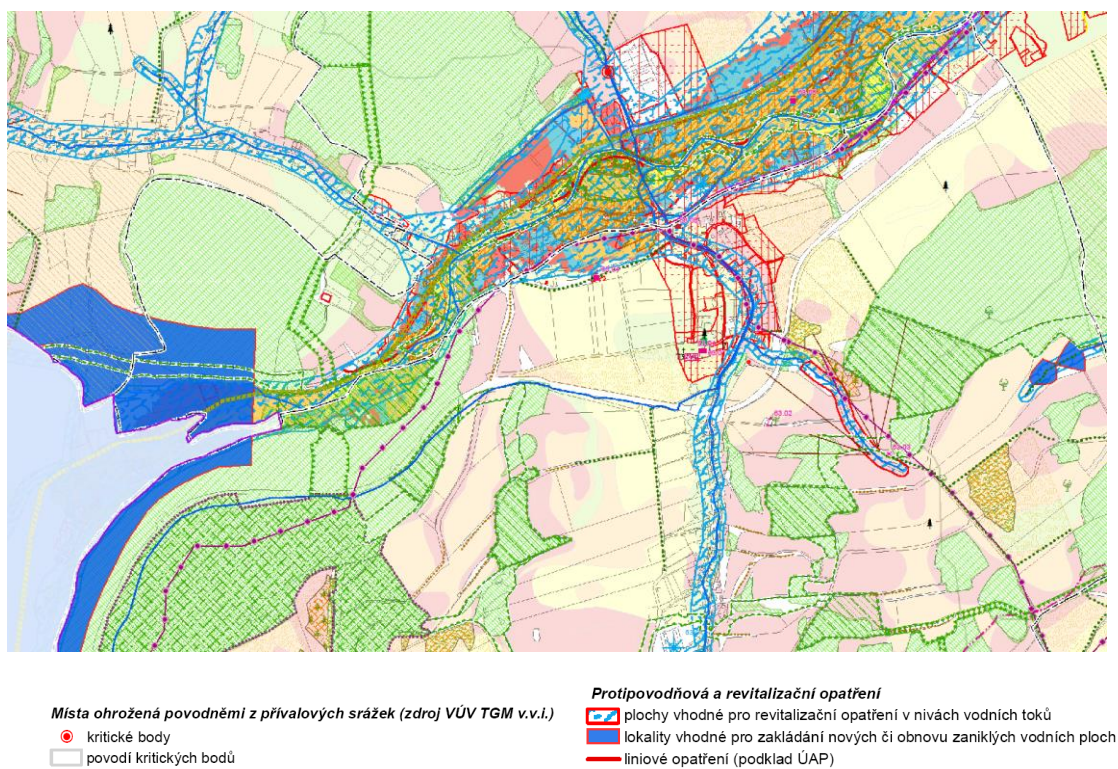 63.02
Místa ohrožená povodněmi z přívalových srážek (zdroj VÚV TGM v.v.i.)
kritické body
povodí kritických bodů
Protipovodňová a revitalizační opatření
plochy vhodné pro revitalizační opatření v nivách vodních toků
lokality vhodné pro zakládání nových či obnovu zaniklých vodních ploch
liniové opatření (podklad ÚAP)